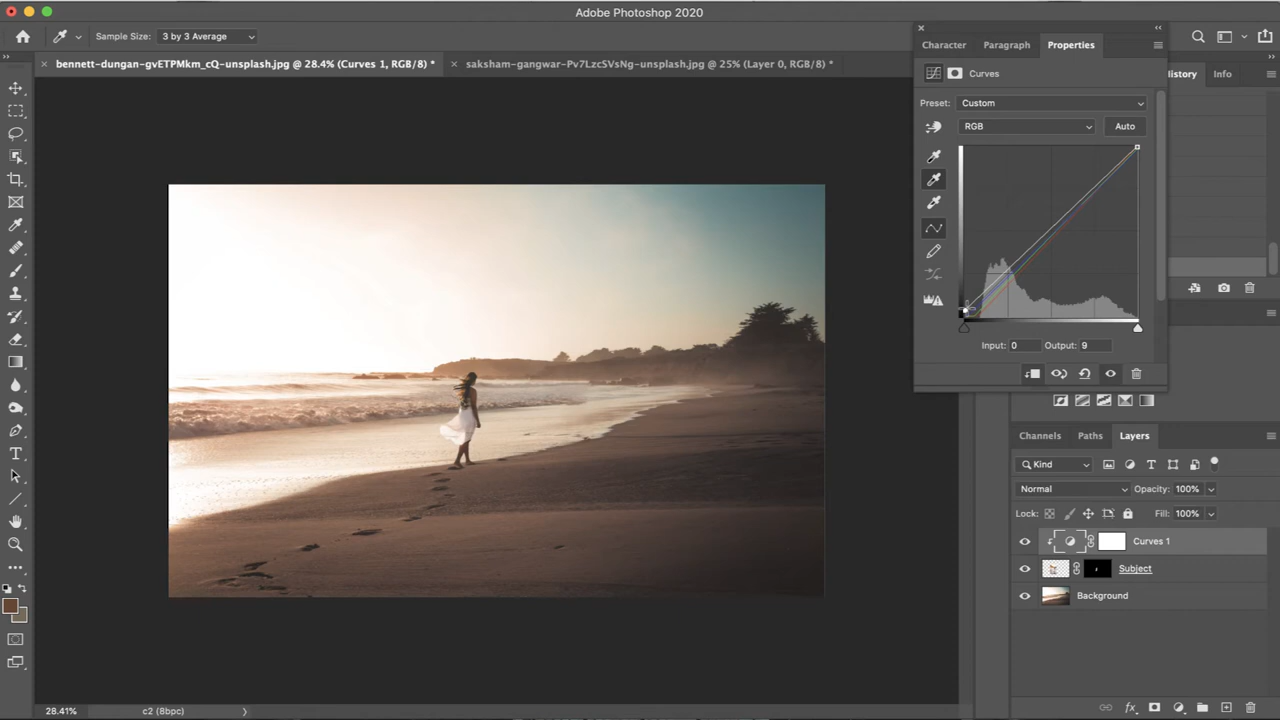 Adobe Photoshop 2020
Sample Size: 3 by 3 Average
bennett-dungan-gvETPMkm_cQ-unsplash.jpg @ 28.4% (Curves 1, RGB/8) *
saksham-gangwar-Pv7LzcSVsNg-unsplash.jpg @ 25% (Layer 0, RGB/8) *
Character Paragraph Properties
istory Info
Curves
Preset: Custom
RGB Auto
Input: 0 Output: 9
Channels Paths Layers
Kind
Normal Opacity: 100%
Lock: Fill: 100%
Curves 1
Subject
Background
28.41% c2 (8bpc)